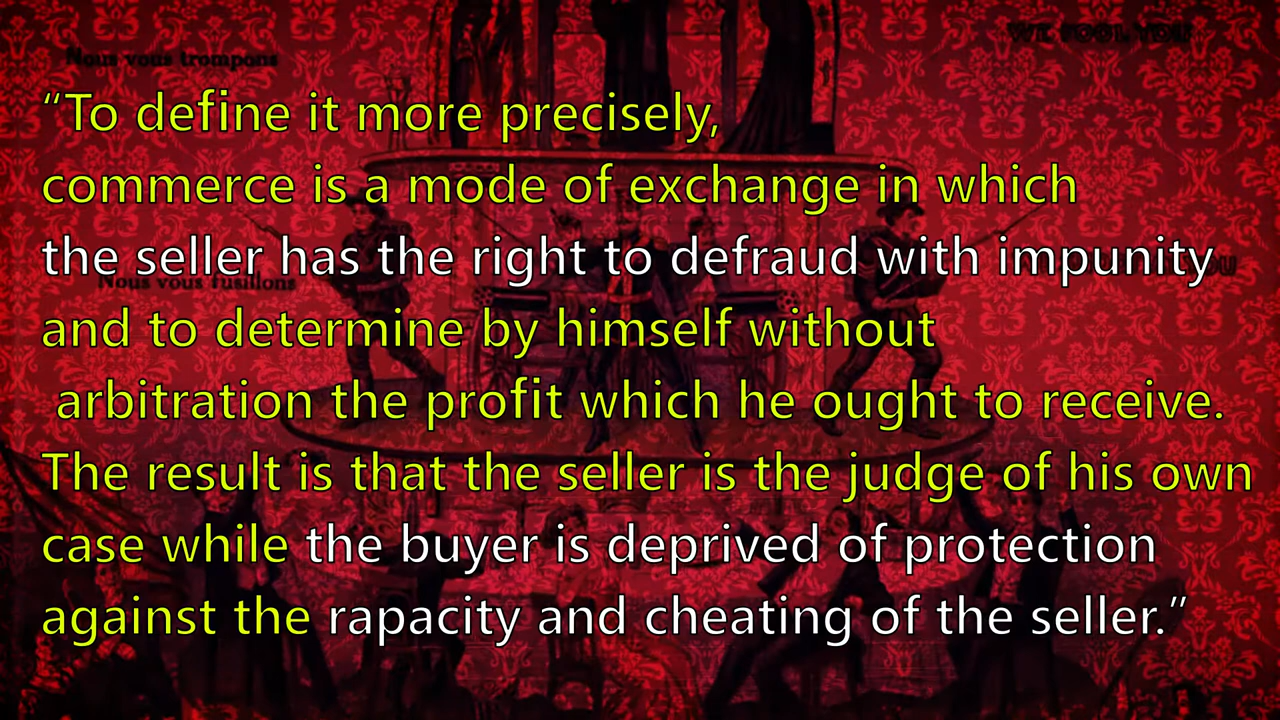 Nous vous trompons
WE FOOL YOU
“To define it more precisely,
commerce is a mode of exchange in which
the seller has the right to defraud with impunity
Nous vous fusillons
OU
and to determine by himself without
arbitration the profit which he ought to receive.
The result is that the seller is the judge of his own
case while the buyer is deprived of protection
against the rapacity and cheating of the seller.”